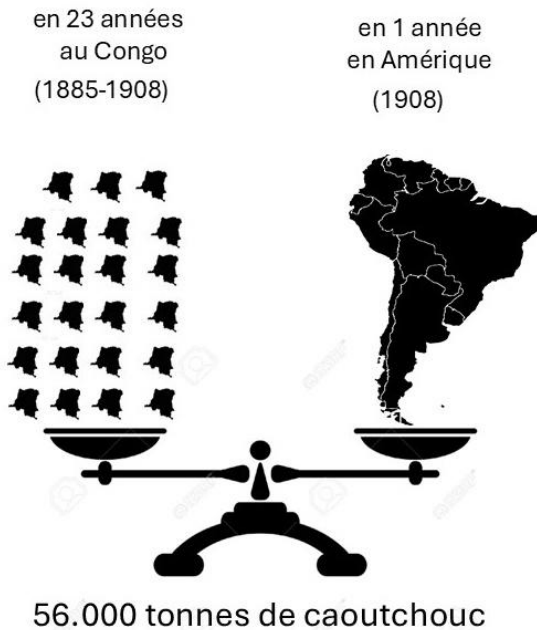 en 23 années
au Congo
(1885-1908)
en 1 année
en Amérique
(1908)
56.000 tonnes de caoutchouc